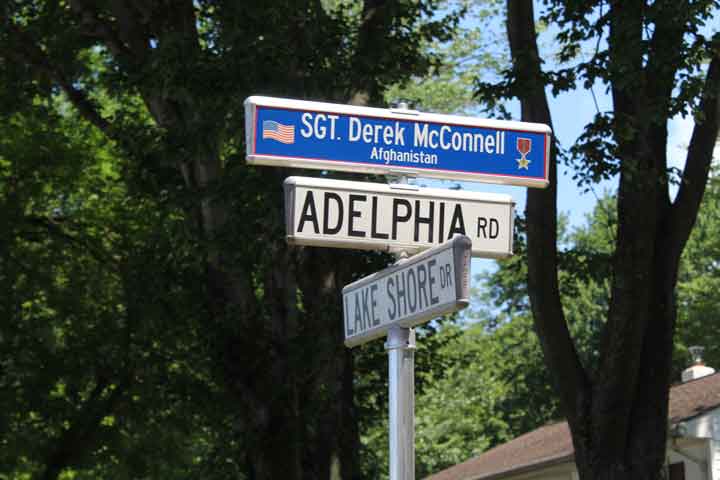 SGT. Derek McConnell
Afghanistan
ADELPHIA RD
LAKE SHORE DR